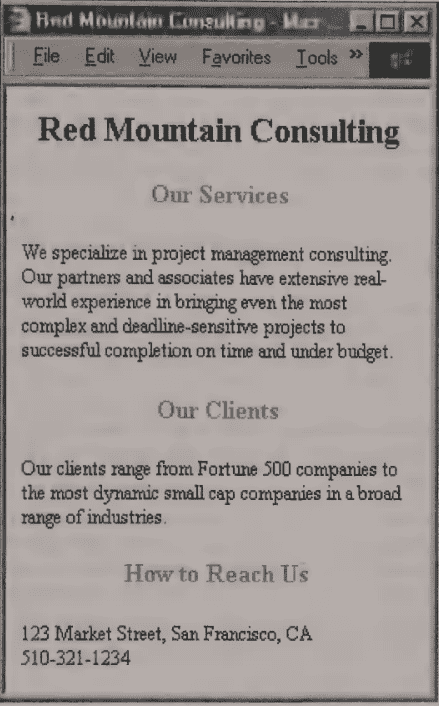 Red Mountain Consulting -
File Edit View Favorites Tools »
Red Mountain Consulting
Our Services
We specialize in project management consulting.
Our partners and associates have extensive real-
world experience in bringing even the most
complex and deadline-sensitive projects to
successful completion on time and under budget.
Our Clients
Our clients range from Fortune 500 companies to
the most dynamic small cap companies in a broad
range of industries.
How to Reach Us
123 Market Street, San Francisco, CA
510-321-1234